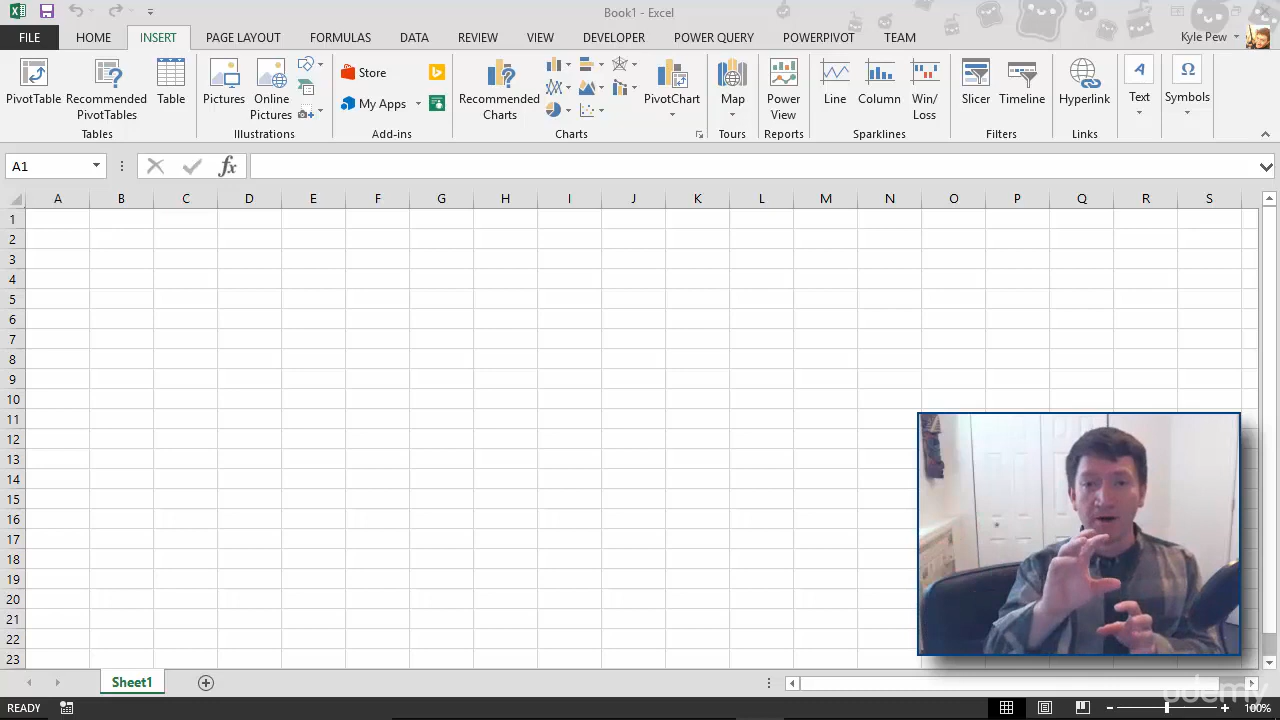 Book1 - Excel
FILE HOME INSERT PAGE LAYOUT FORMULAS DATA REVIEW VIEW DEVELOPER POWER QUERY POWERPIVOT TEAM Kyle Pew
PivotTable Recommended PivotTables Table
Tables
Pictures Online Pictures
Illustrations
Store
My Apps
Add-ins
Recommended Charts
PivotChart
Charts
Map
Tours
Power View
Reports
Line Column Win/ Loss
Sparklines
Slicer Timeline
Filters
Hyperlink
Links
Text
Symbols
A1 fx
A B C D E F G H I J K L M N O P Q R S
1
2
3
4
5
6
7
8
9
10
11
12
13
14
15
16
17
18
19
20
21
22
23
Sheet1
udemy
READY 100%